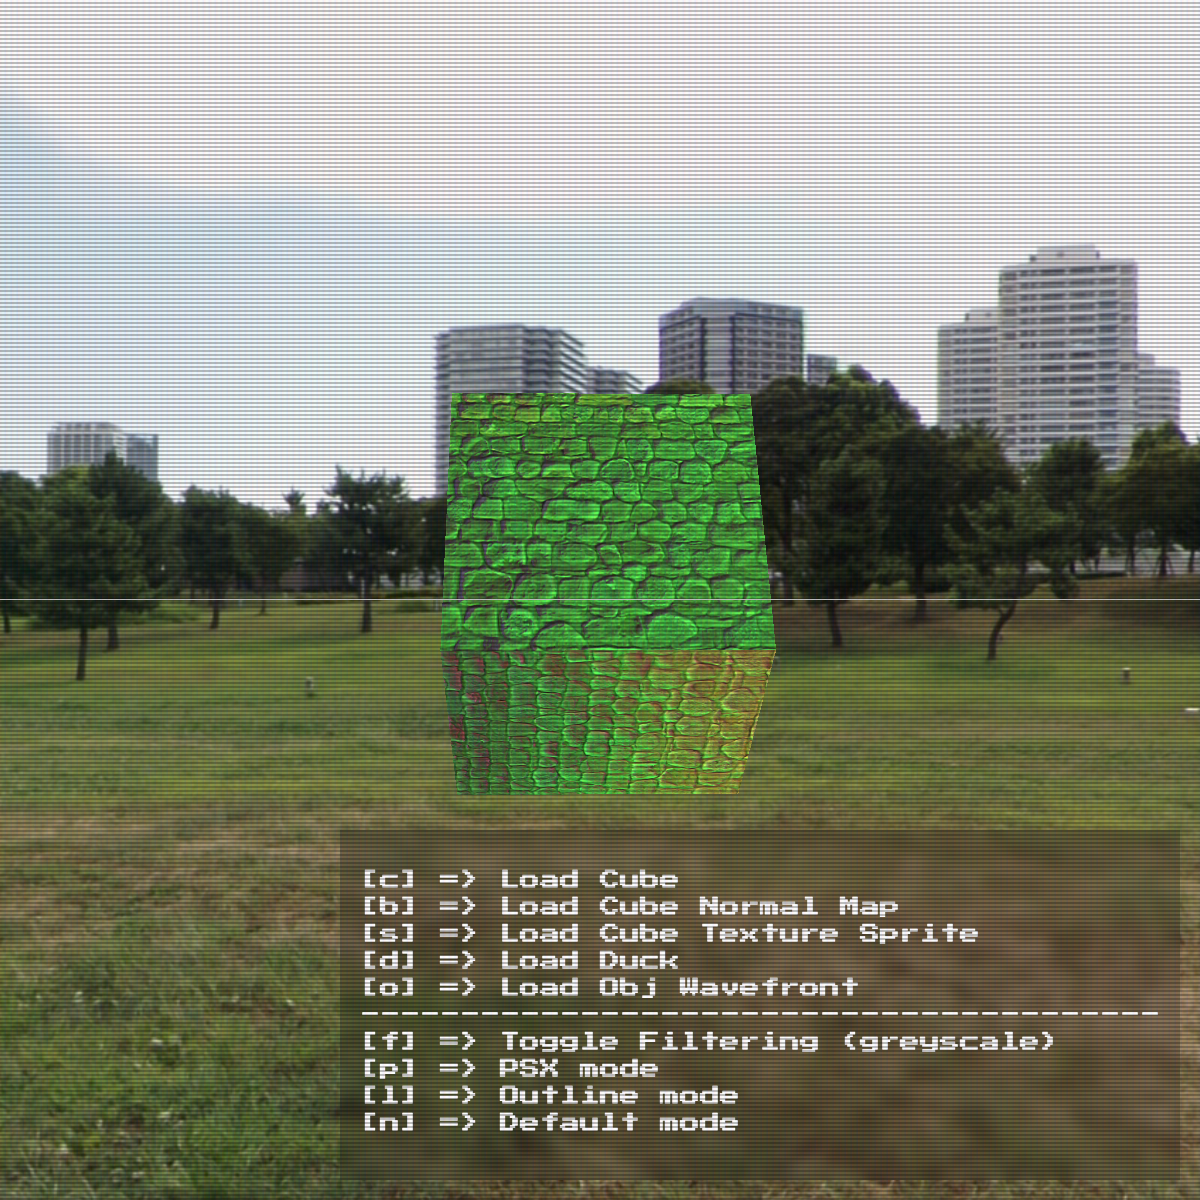 [c] => Load Cube
[b] => Load Cube Normal Map
[s] => Load Cube Texture Sprite
[d] => Load Duck
[o] => Load Obj Wavefront
----------------------------------------
[f] => Toggle Filtering (greyscale)
[p] => PSX mode
[l] => Outline mode
[n] => Default mode